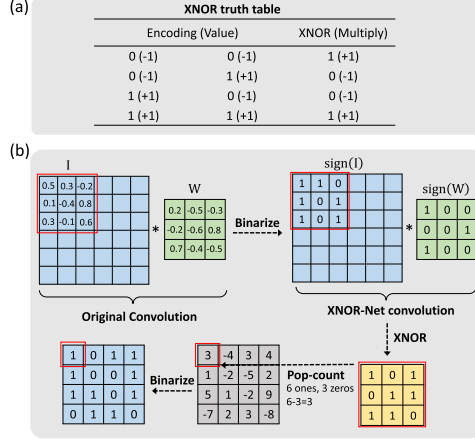 (a)
XNOR truth table
Encoding (Value) XNOR (Multiply)
0 (-1) 0 (-1) 1 (+1)
0 (-1) 1 (+1) 0 (-1)
1 (+1) 0 (-1) 0 (-1)
1 (+1) 1 (+1) 1 (+1)
(b)
I
0.5 0.3 -0.2
0.1 -0.4 0.8
0.3 -0.1 0.6
*
W
0.2 -0.5 -0.3
-0.2 -0.6 0.8
0.7 -0.4 -0.5
Binarize
sign(I)
1 1 0
1 0 1
1 0 1
*
sign(W)
1 0 0
0 0 1
1 0 0
Original Convolution
XNOR-Net convolution
XNOR
1 0 1
0 1 1
1 1 0
Pop-count
6 ones, 3 zeros
6-3=3
3 -4 3 4
1 -2 -5 2
5 1 -2 9
-7 2 -3 8
Binarize
1 0 1 1
1 0 0 1
1 1 0 1
0 1 1 0